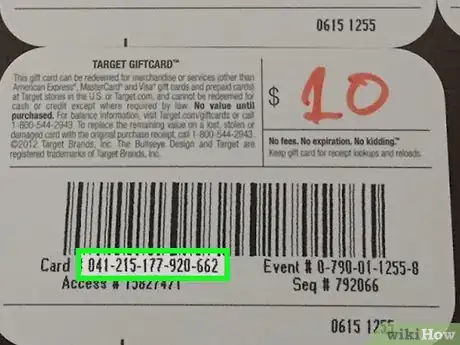 0615 1255
TARGET GIFTCARD™
This gift card can be redeemed for merchandise or services (other than
American Express®, MasterCard® and Visa® gift cards and prepaid cards)
at Target stores in the U.S. or Target.com, and cannot be redeemed for
cash or credit except where required by law. No value until
purchased. For balance information, visit Target.com/giftcards or call
1-800-544-2943. To replace the remaining value on a lost, stolen or
damaged card with the original purchase receipt, call 1-800-544-2943.
©2012 Target Brands, Inc. The Bullseye Design and Target are
registered trademarks of Target Brands, Inc.
$ 10
No fees. No expiration. No kidding.™
Keep gift card for receipt lookups and reloads.
Card # 041-215-177-920-662
Event # 0-790-01-1255-8
Access # 15827471
Seq # 792066
0615 1255
wikiHow